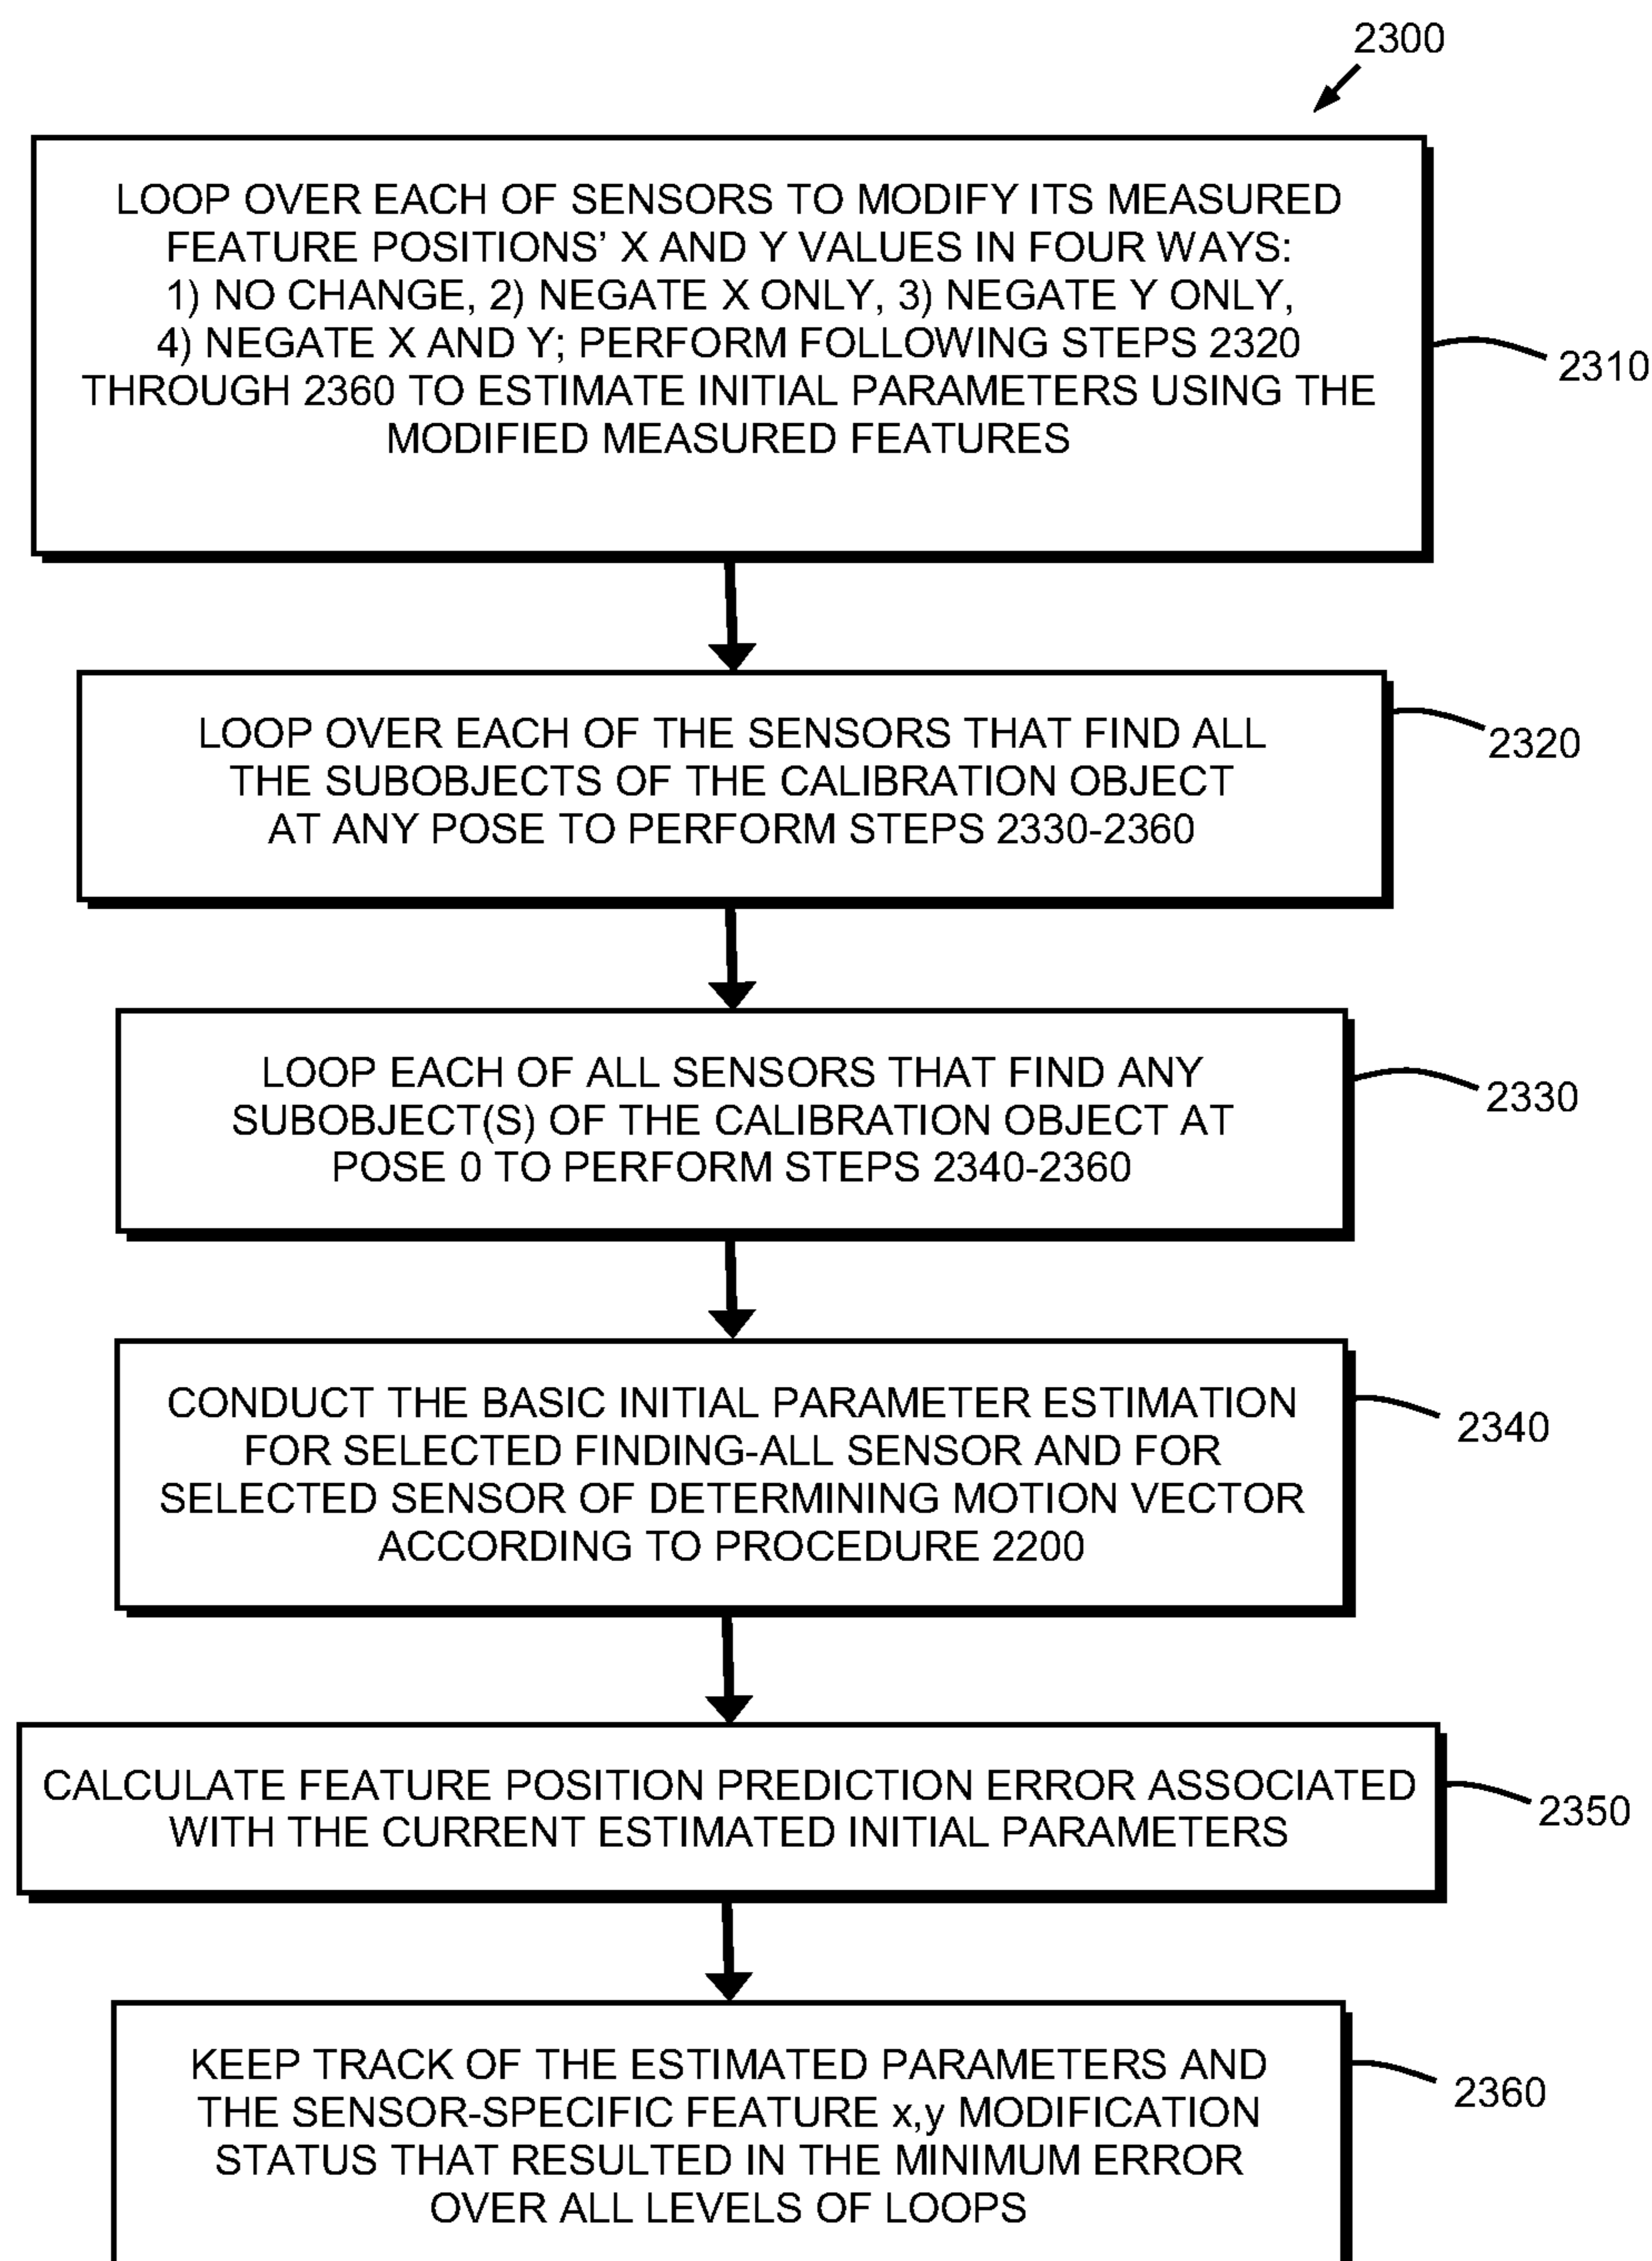 2300
LOOP OVER EACH OF SENSORS TO MODIFY ITS MEASURED
FEATURE POSITIONS' X AND Y VALUES IN FOUR WAYS:
1) NO CHANGE, 2) NEGATE X ONLY, 3) NEGATE Y ONLY,
4) NEGATE X AND Y; PERFORM FOLLOWING STEPS 2320
THROUGH 2360 TO ESTIMATE INITIAL PARAMETERS USING THE
MODIFIED MEASURED FEATURES
2310
LOOP OVER EACH OF THE SENSORS THAT FIND ALL
THE SUBOBJECTS OF THE CALIBRATION OBJECT
AT ANY POSE TO PERFORM STEPS 2330-2360
2320
LOOP EACH OF ALL SENSORS THAT FIND ANY
SUBOBJECT(S) OF THE CALIBRATION OBJECT AT
POSE 0 TO PERFORM STEPS 2340-2360
2330
CONDUCT THE BASIC INITIAL PARAMETER ESTIMATION
FOR SELECTED FINDING-ALL SENSOR AND FOR
SELECTED SENSOR OF DETERMINING MOTION VECTOR
ACCORDING TO PROCEDURE 2200
2340
CALCULATE FEATURE POSITION PREDICTION ERROR ASSOCIATED
WITH THE CURRENT ESTIMATED INITIAL PARAMETERS
2350
KEEP TRACK OF THE ESTIMATED PARAMETERS AND
THE SENSOR-SPECIFIC FEATURE x,y MODIFICATION
STATUS THAT RESULTED IN THE MINIMUM ERROR
OVER ALL LEVELS OF LOOPS
2360